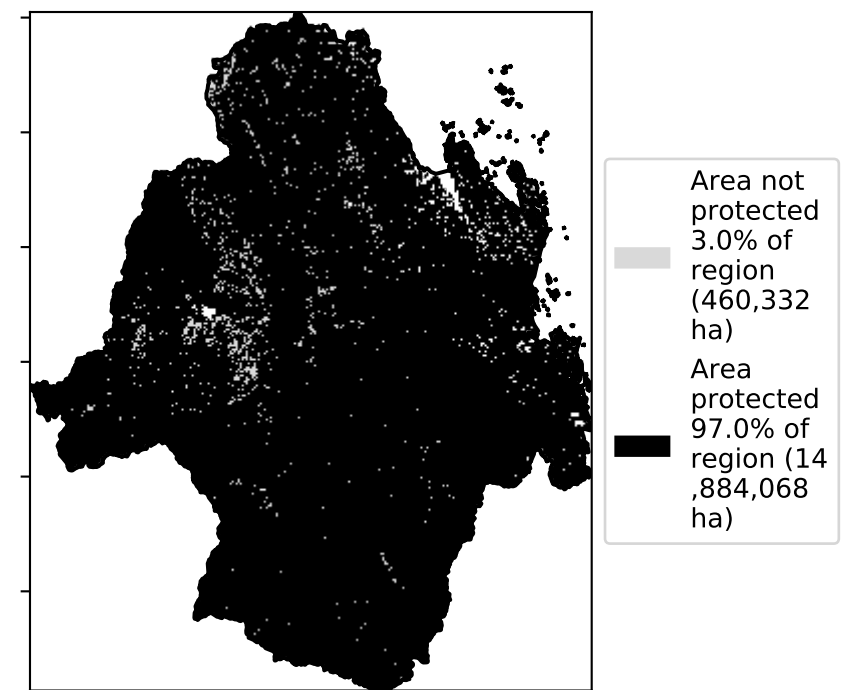 Area not
protected
3.0% of
region
(460,332
ha)
Area
protected
97.0% of
region (14
,884,068
ha)